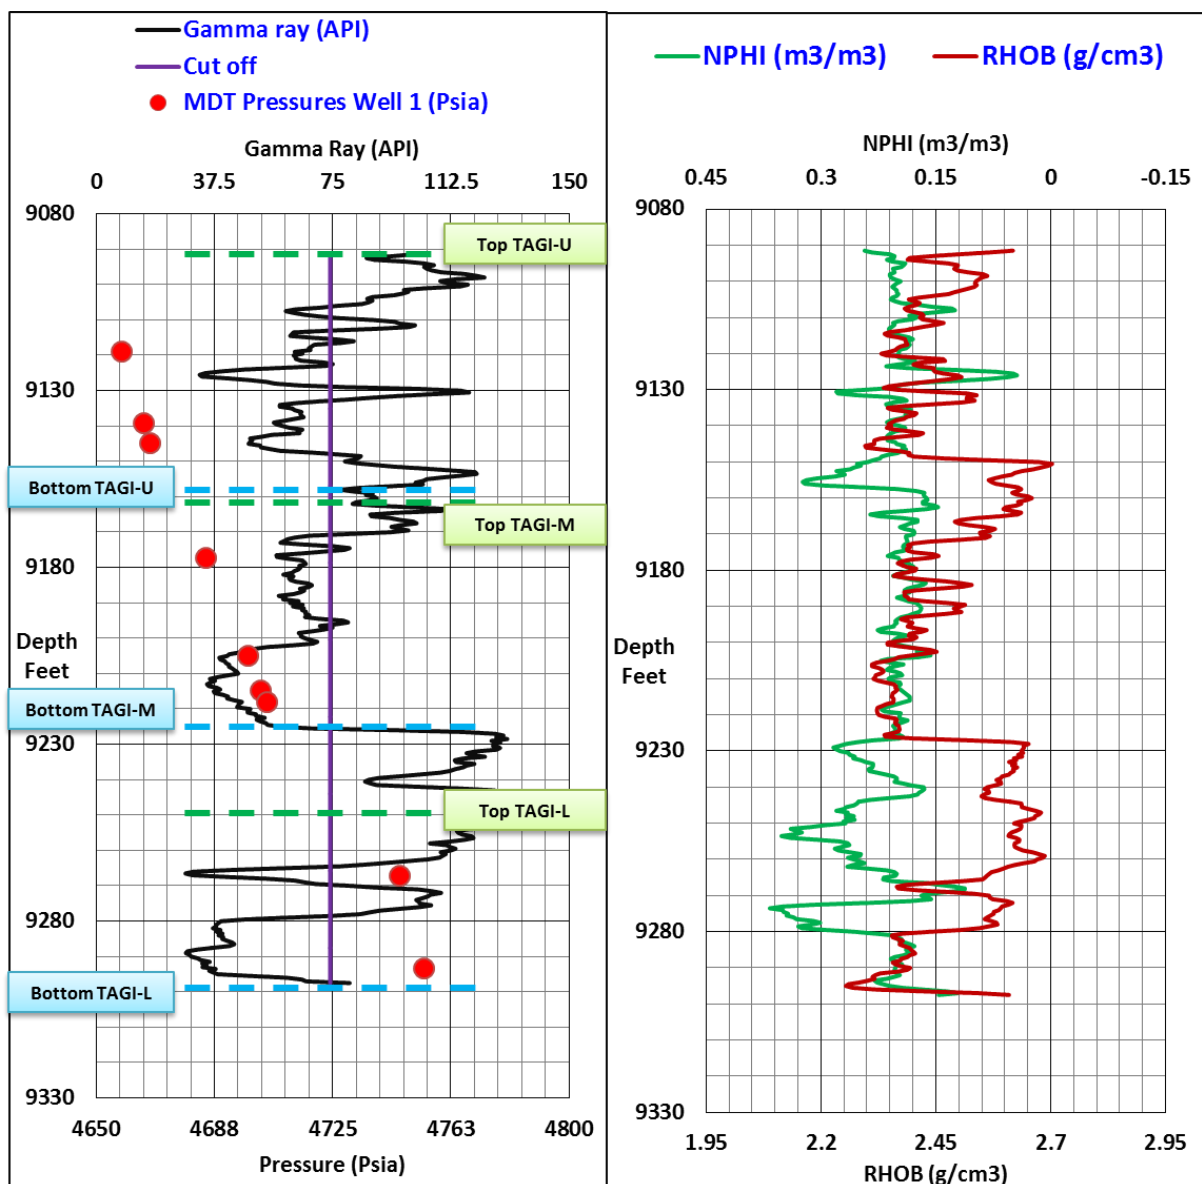 Gamma ray (API)
Cut off
MDT Pressures Well 1 (Psia)
Gamma Ray (API)
0 37.5 75 112.5 150
9080
Top TAGI-U
9130
Bottom TAGI-U
Top TAGI-M
9180
Depth
Feet
Bottom TAGI-M
9230
Top TAGI-L
9280
Bottom TAGI-L
9330
4650 4688 4725 4763 4800
Pressure (Psia)
NPHI (m3/m3) RHOB (g/cm3)
NPHI (m3/m3)
0.45 0.3 0.15 0 -0.15
9080
9130
9180
Depth
Feet
9230
9280
9330
1.95 2.2 2.45 2.7 2.95
RHOB (g/cm3)